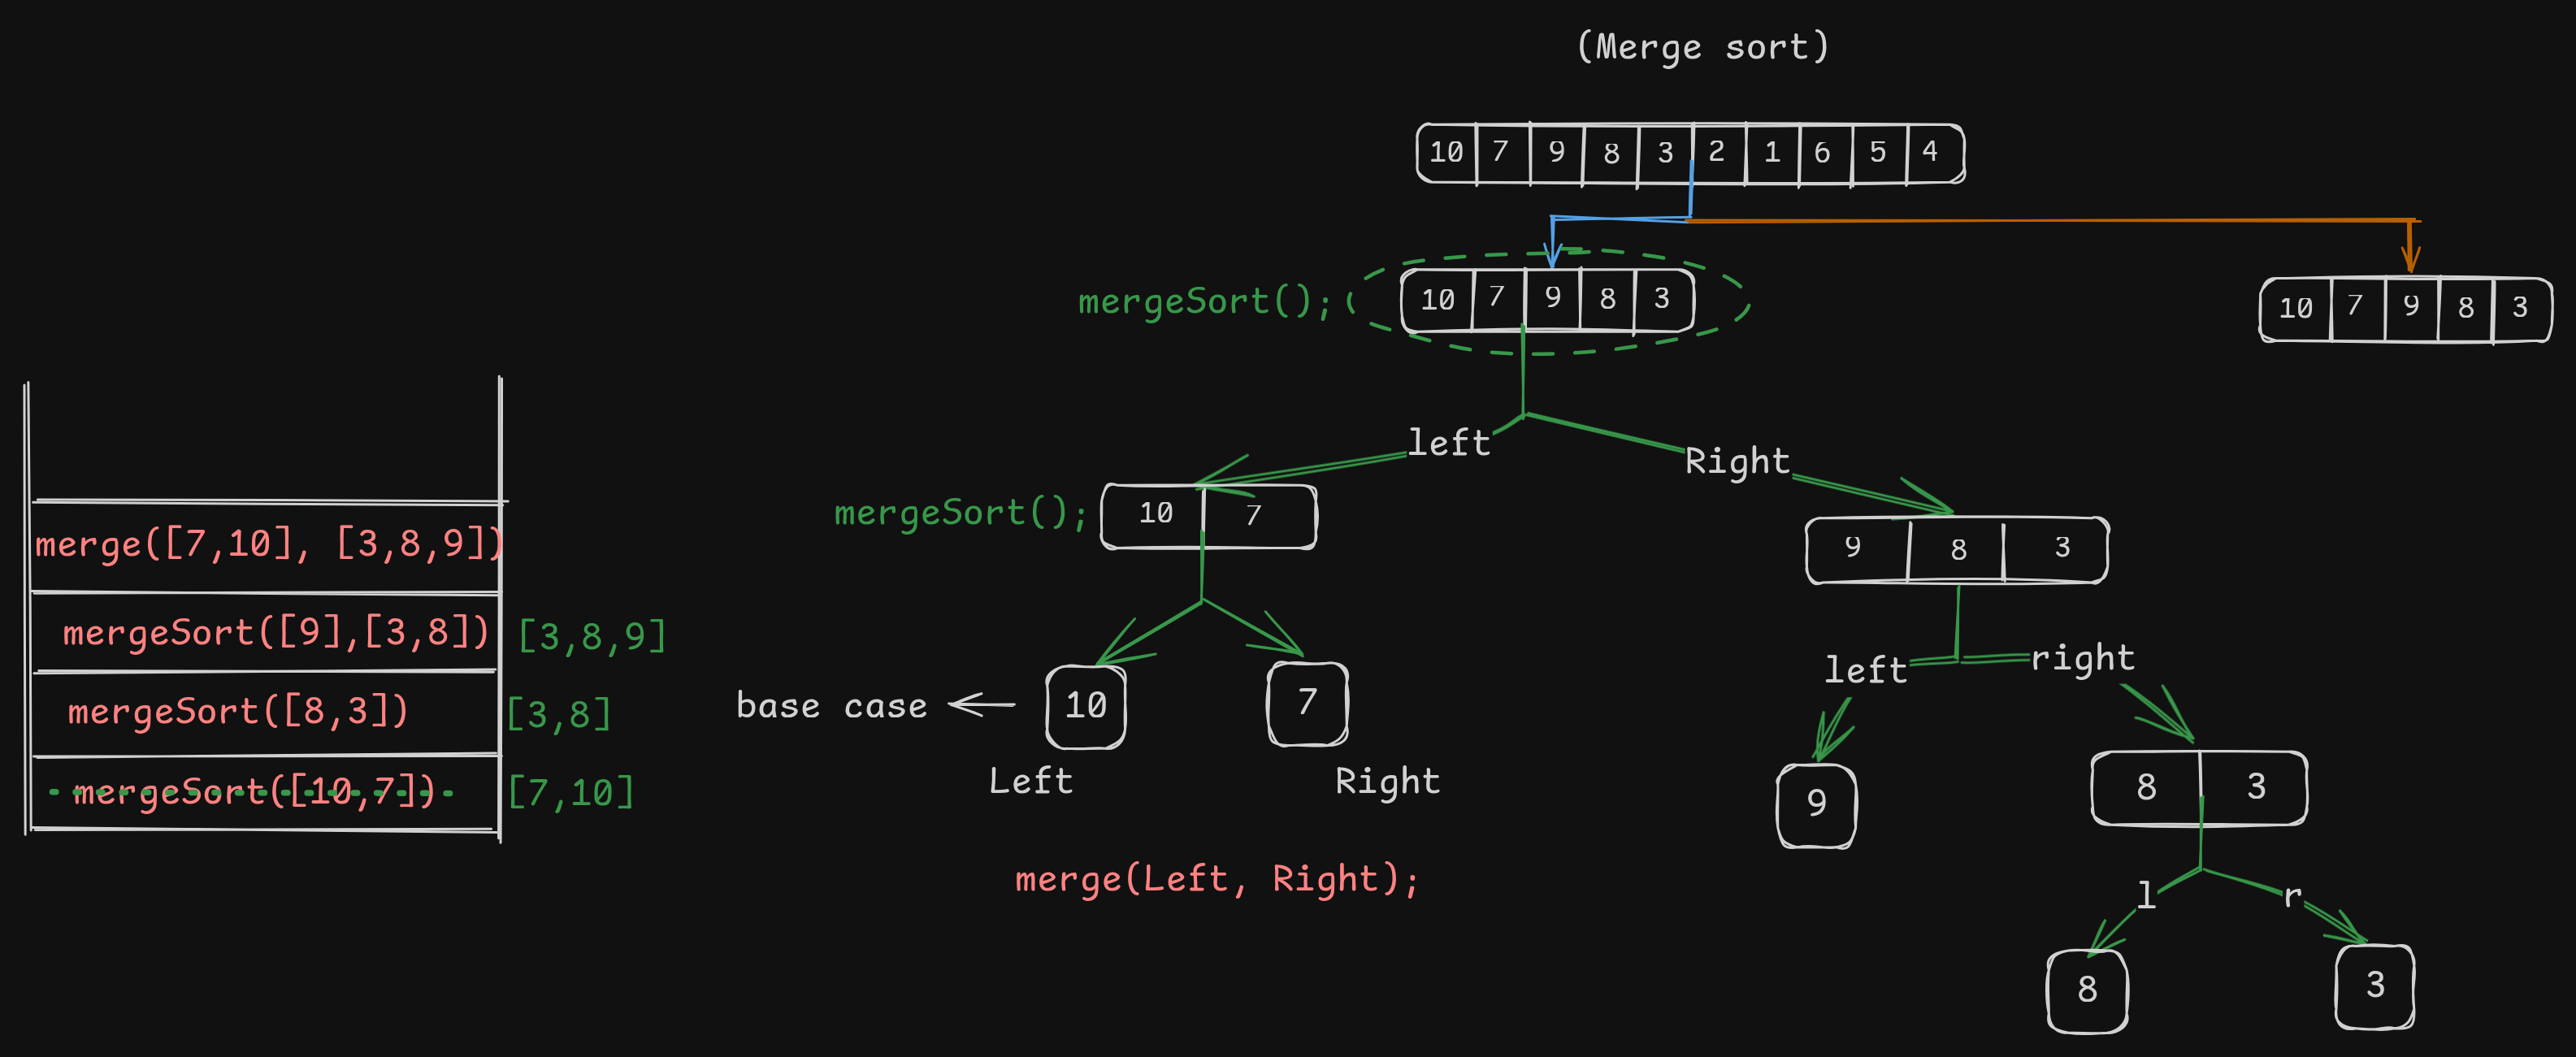 (Merge sort)
10 7 9 8 3 2 1 6 5 4
mergeSort();
10 7 9 8 3
10 7 9 8 3
left
Right
mergeSort();
10 7
9 8 3
merge([7,10], [3,8,9])
mergeSort([9],[3,8])
[3,8,9]
mergeSort([8,3])
[3,8]
mergeSort([10,7])
[7,10]
base case
10
7
Left
Right
merge(Left, Right);
left
right
9
8 3
l
r
8
3